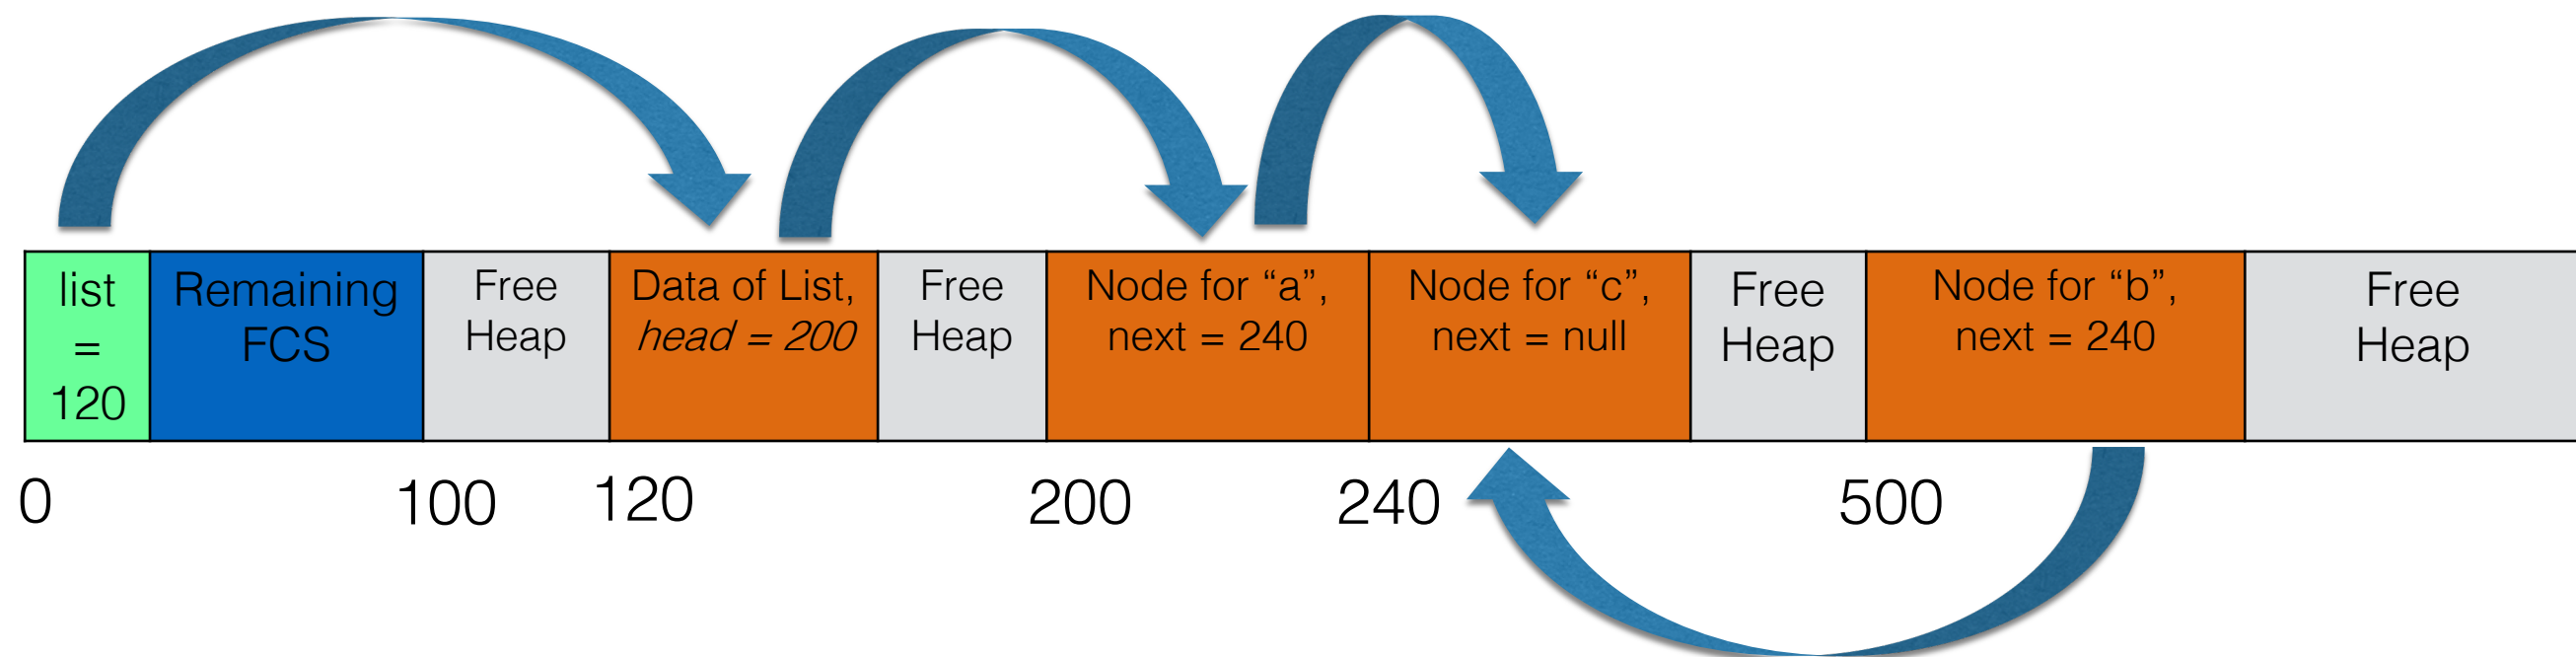 list
=
120
Remaining
FCS
Free
Heap
Data of List,
head = 200
Free
Heap
Node for “a”,
next = 240
Node for “c”,
next = null
Free
Heap
Node for “b”,
next = 240
Free
Heap
0
100
120
200
240
500